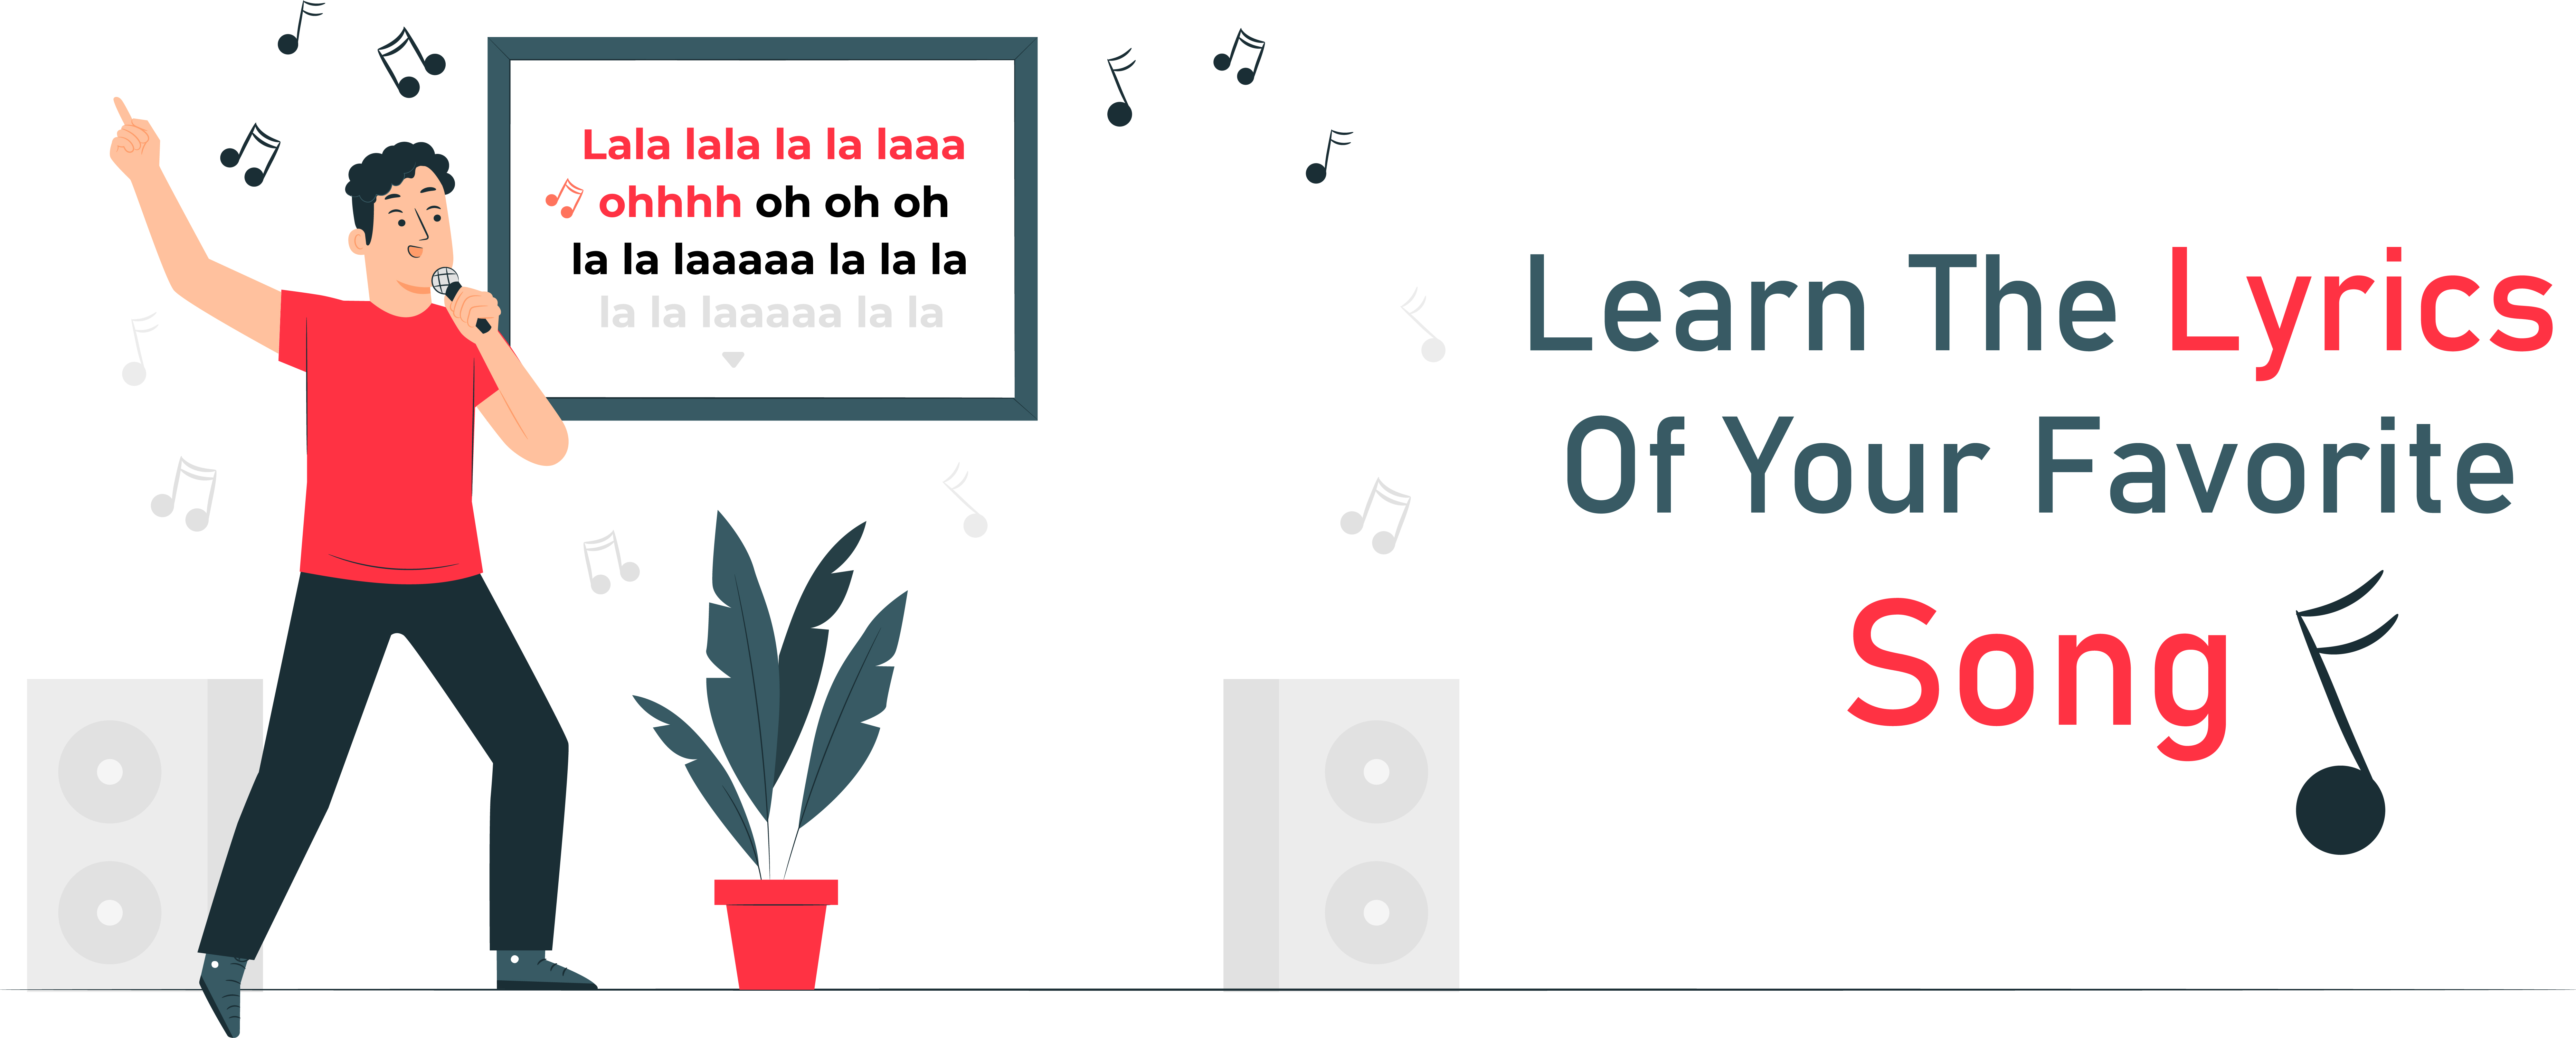 Lala lala la la laaa
ohhhh oh oh oh
la la laaaaa la la la
la la laaaaa la la
Learn The Lyrics
Of Your Favorite
Song